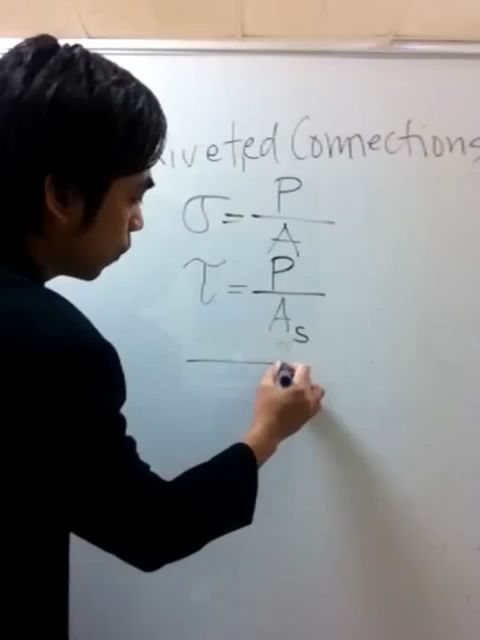 iveted Connections
σ = P/A
τ = P/As